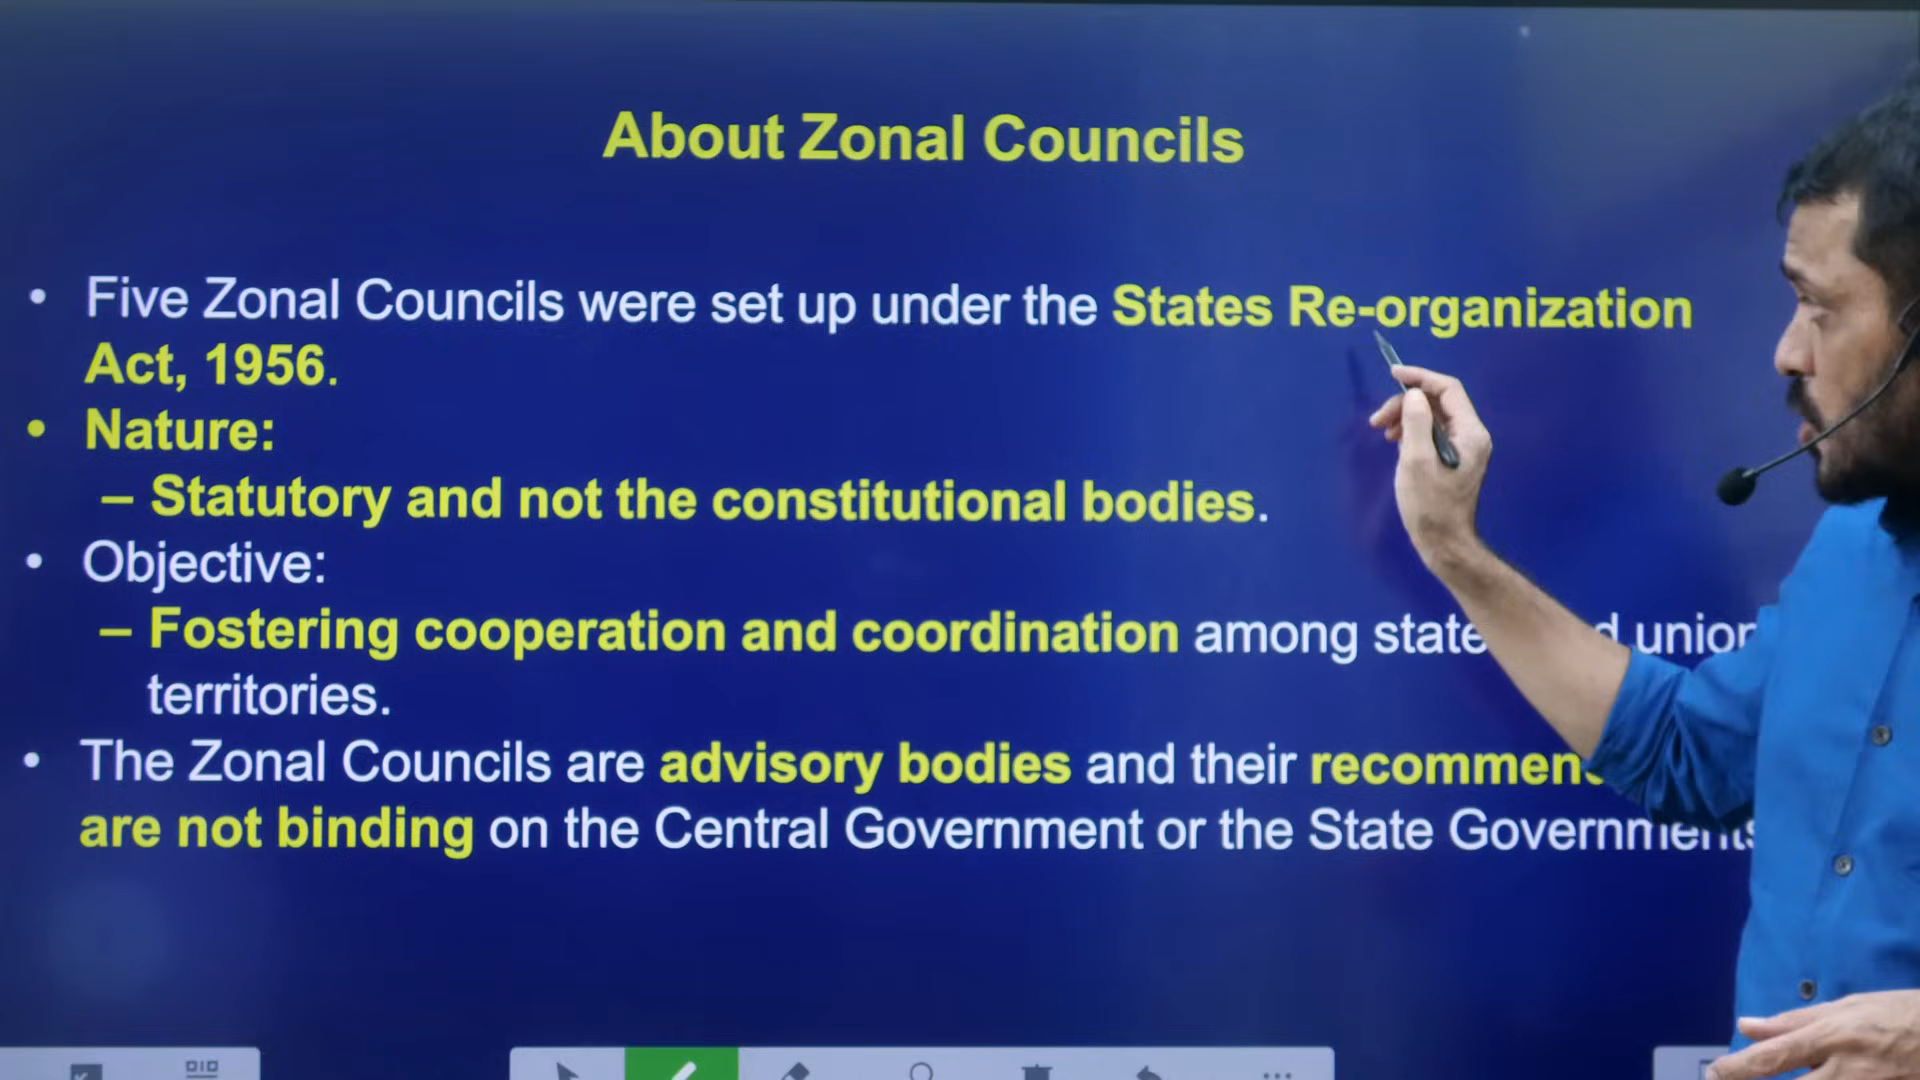 About Zonal Councils
• Five Zonal Councils were set up under the States Re-organization
Act, 1956.
• Nature:
– Statutory and not the constitutional bodies.
• Objective:
– Fostering cooperation and coordination among union
territories.
• The Zonal Councils are advisory bodies and their
are not binding on the Central Government or the State Governments